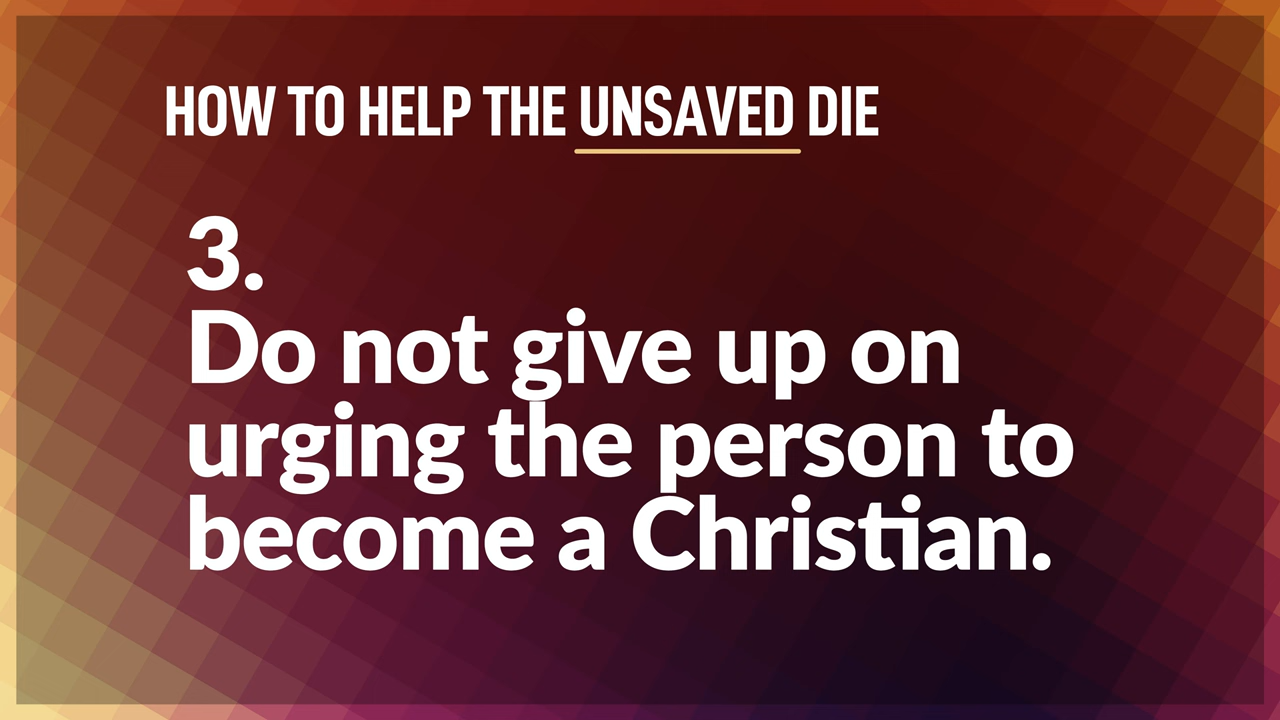 HOW TO HELP THE UNSAVED DIE
3.
Do not give up on
urging the person to
become a Christian.